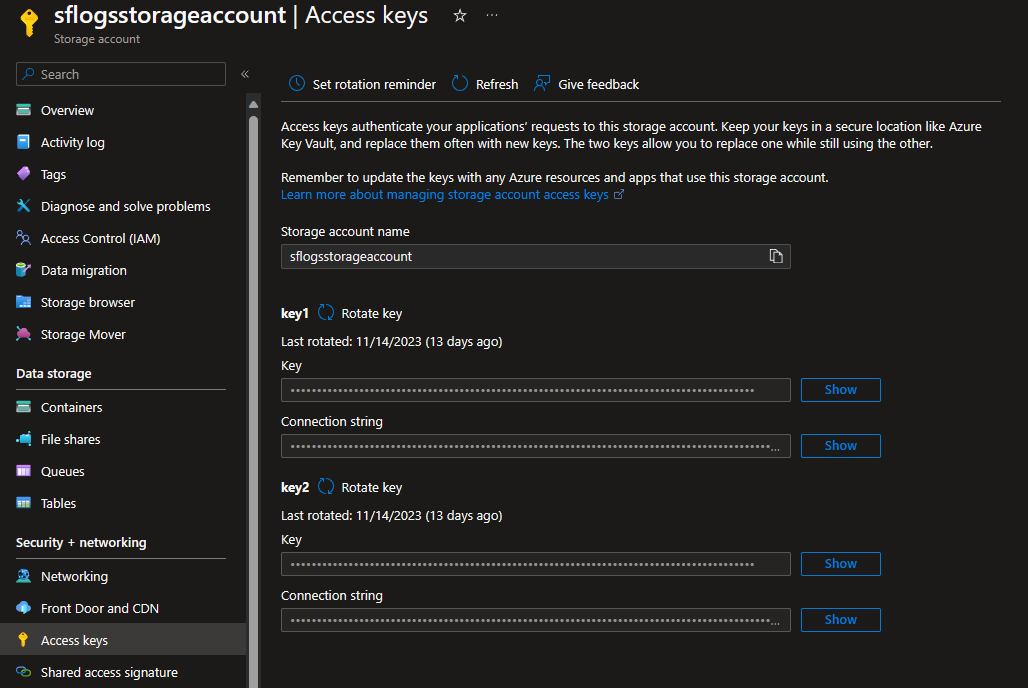 sflogsstorageaccount | Access keys
Storage account
Search
Overview
Activity log
Tags
Diagnose and solve problems
Access Control (IAM)
Data migration
Storage browser
Storage Mover
Data storage
Containers
File shares
Queues
Tables
Security + networking
Networking
Front Door and CDN
Access keys
Shared access signature
Set rotation reminder Refresh Give feedback
Access keys authenticate your applications' requests to this storage account. Keep your keys in a secure location like Azure
Key Vault, and replace them often with new keys. The two keys allow you to replace one while still using the other.
Remember to update the keys with any Azure resources and apps that use this storage account.
Learn more about managing storage account access keys
Storage account name
sflogsstorageaccount
key1 Rotate key
Last rotated: 11/14/2023 (13 days ago)
Key
Show
Connection string
Show
key2 Rotate key
Last rotated: 11/14/2023 (13 days ago)
Key
Show
Connection string
Show